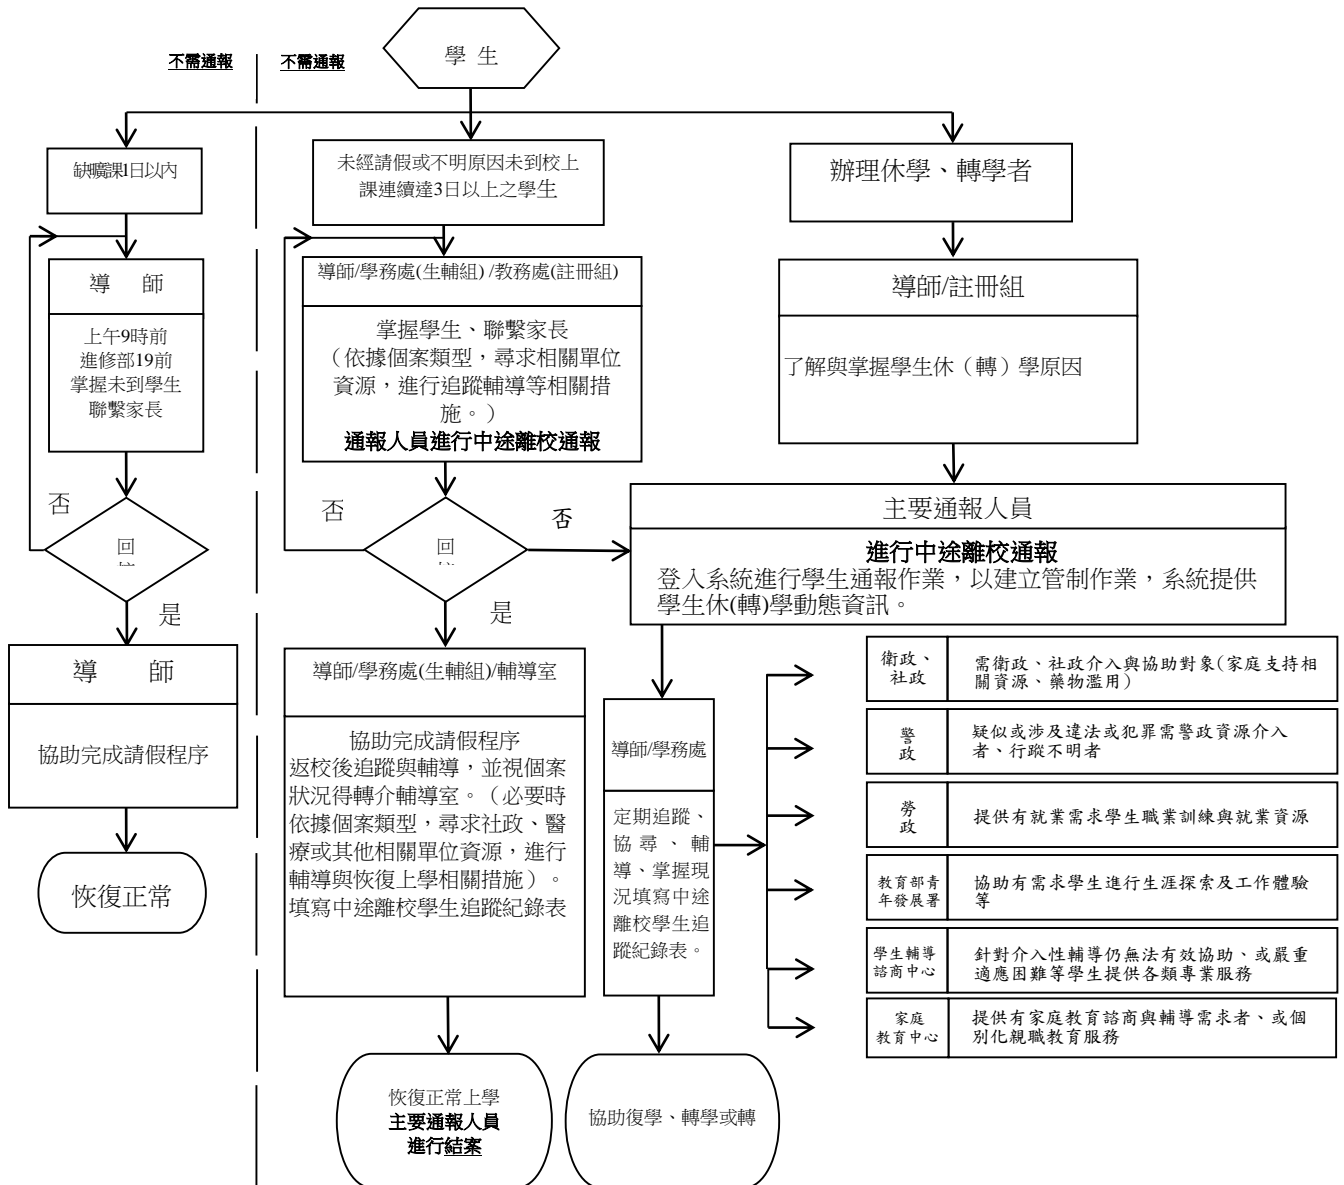 學 生
不需通報
不需通報
缺曠課1日以內
未經請假或不明原因未到校上
課連續達3日以上之學生
辦理休學、轉學者
導 師
上午9時前
進修部19前
掌握未到學生
聯繫家長
導師/學務處(生輔組) /教務處(註冊組)
掌握學生、聯繫家長
（依據個案類型，尋求相關單位
資源，進行追蹤輔導等相關措
施。）
通報人員進行中途離校通報
導師/註冊組
了解與掌握學生休（轉）學原因
否
回
是
否
回
否
是
主要通報人員
進行中途離校通報
登入系統進行學生通報作業，以建立管制作業，系統提供
學生休(轉)學動態資訊。
導 師
協助完成請假程序
恢復正常
導師/學務處(生輔組)/輔導室
協助完成請假程序
返校後追蹤與輔導，並視個案
狀況得轉介輔導室。（必要時
依據個案類型，尋求社政、醫
療或其他相關單位資源，進行
輔導與恢復上學相關措施）。
填寫中途離校學生追蹤紀錄表
恢復正常上學
主要通報人員
進行結案
導師/學務處
定期追蹤、
協尋、輔
導、掌握現
況填寫中途
離校學生追
蹤紀錄表。
協助復學、轉學或轉
衛政、
社政
需衛政、社政介入與協助對象(家庭支持相
關資源、藥物濫用)
警
政
疑似或涉及違法或犯罪需警政資源介入
者、行蹤不明者
勞
政
提供有就業需求學生職業訓練與就業資源
教育部青
年發展署
協助有需求學生進行生涯探索及工作體驗
等
學生輔導
諮商中心
針對介入性輔導仍無法有效協助、或嚴重
適應困難等學生提供各類專業服務
家庭
教育中心
提供有家庭教育諮商與輔導需求者、或個
別化親職教育服務